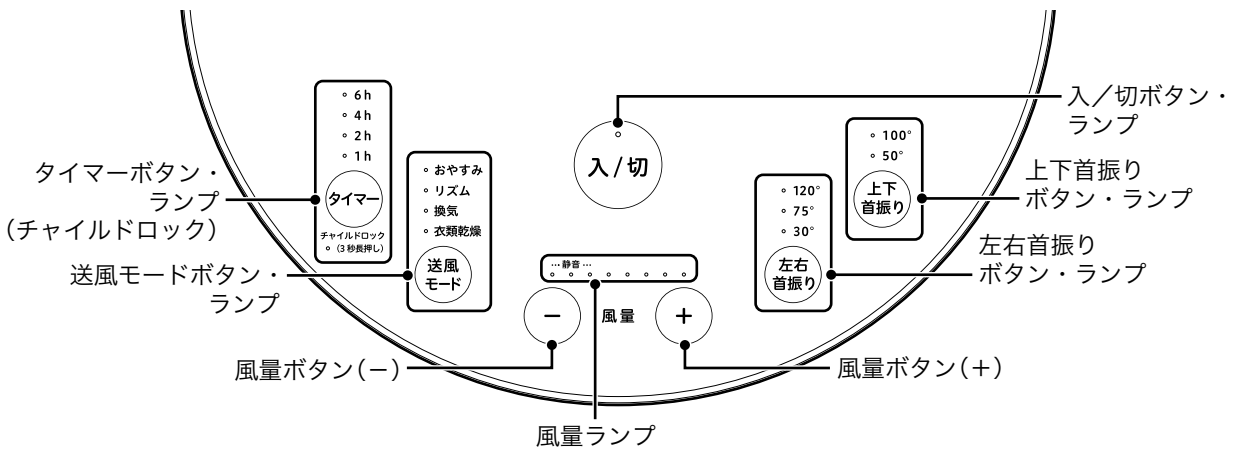 6h
4h
2h
1h
タイマー
チャイルドロック
(3秒長押し)
おやすみ
リズム
換気
衣類乾燥
送風
モード
入/切
…静音…
−
風量
+
120°
75°
30°
左右
首振り
100°
50°
上下
首振り
タイマーボタン・
ランプ
(チャイルドロック)
送風モードボタン・
ランプ
風量ボタン(−)
風量ランプ
風量ボタン(+)
入/切ボタン・
ランプ
上下首振り
ボタン・ランプ
左右首振り
ボタン・ランプ